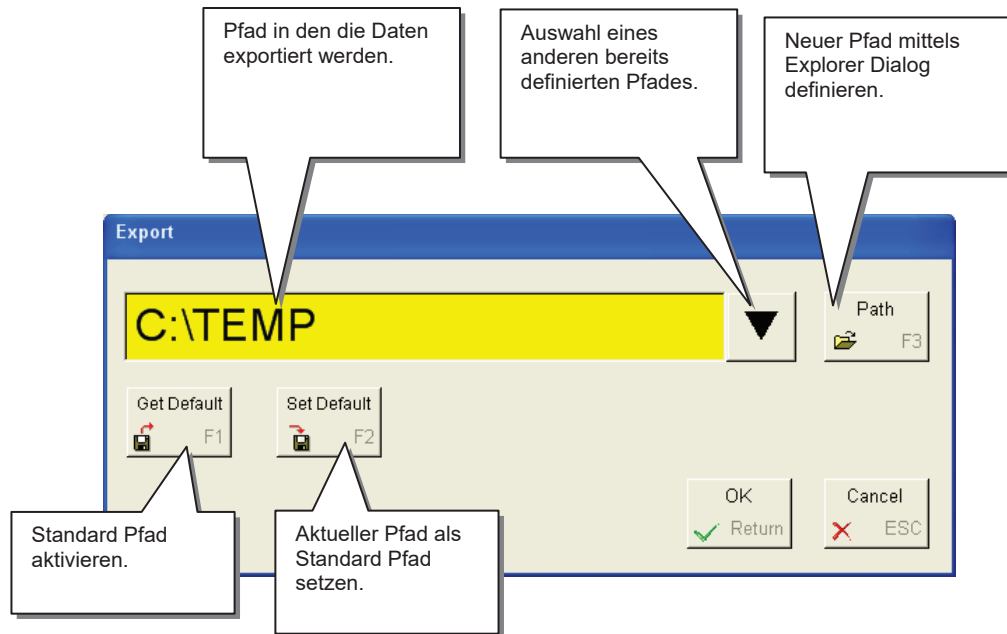 Pfad in den die Daten
exportiert werden.
Auswahl eines
anderen bereits
definierten Pfades.
Neuer Pfad mittels
Explorer Dialog
definieren.
Export
C:\TEMP
Path
F3
Get Default
F1
Set Default
F2
OK
Return
Cancel
ESC
Standard Pfad
aktivieren.
Aktueller Pfad als
Standard Pfad
setzen.